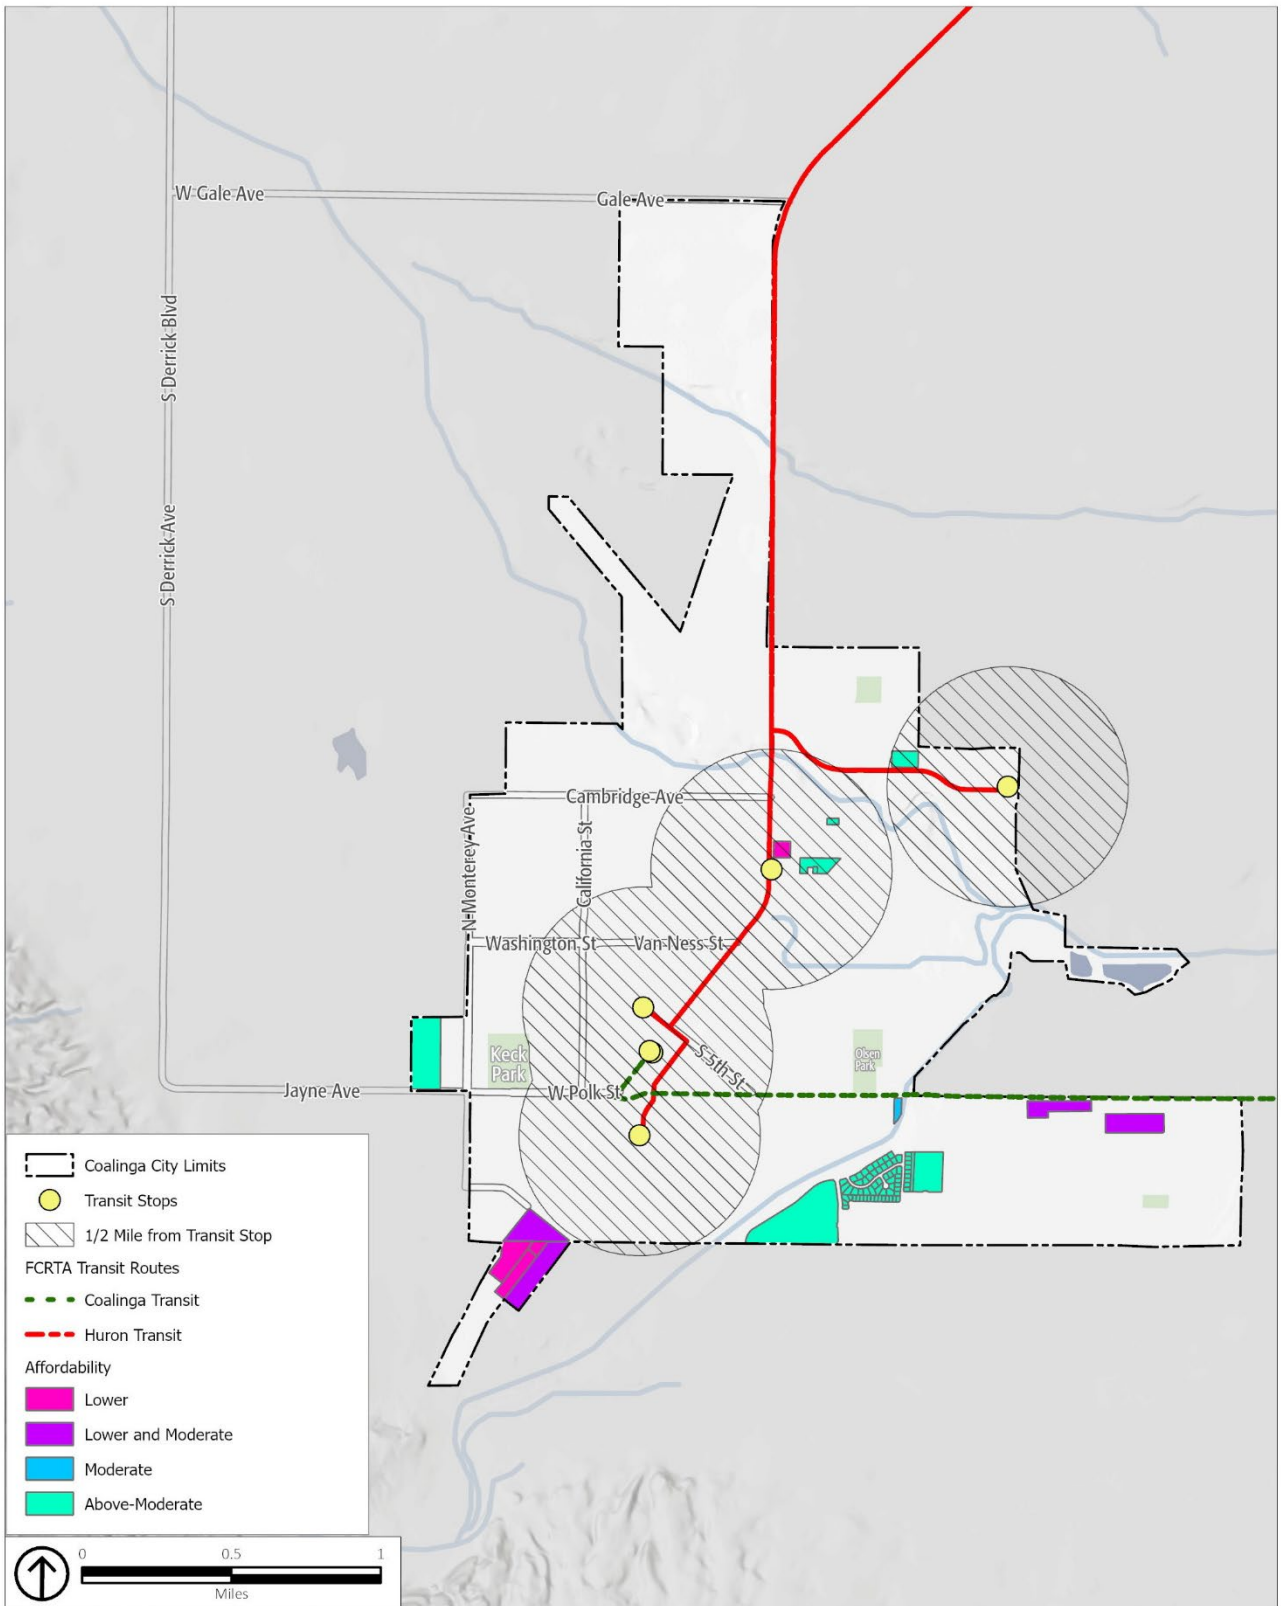 W Gale Ave
Gale Ave
S Derrick Blvd
S Derrick Ave
Cambridge Ave
California St
N Monterey Ave
Washington St
Van Ness St
Keck
Park
Olsen
Park
S 5th St
W Polk St
Jayne Ave
Coalinga City Limits
Transit Stops
1/2 Mile from Transit Stop
FCRTA Transit Routes
Coalinga Transit
Huron Transit
Affordability
Lower
Lower and Moderate
Moderate
Above-Moderate
0 0.5 1
Miles